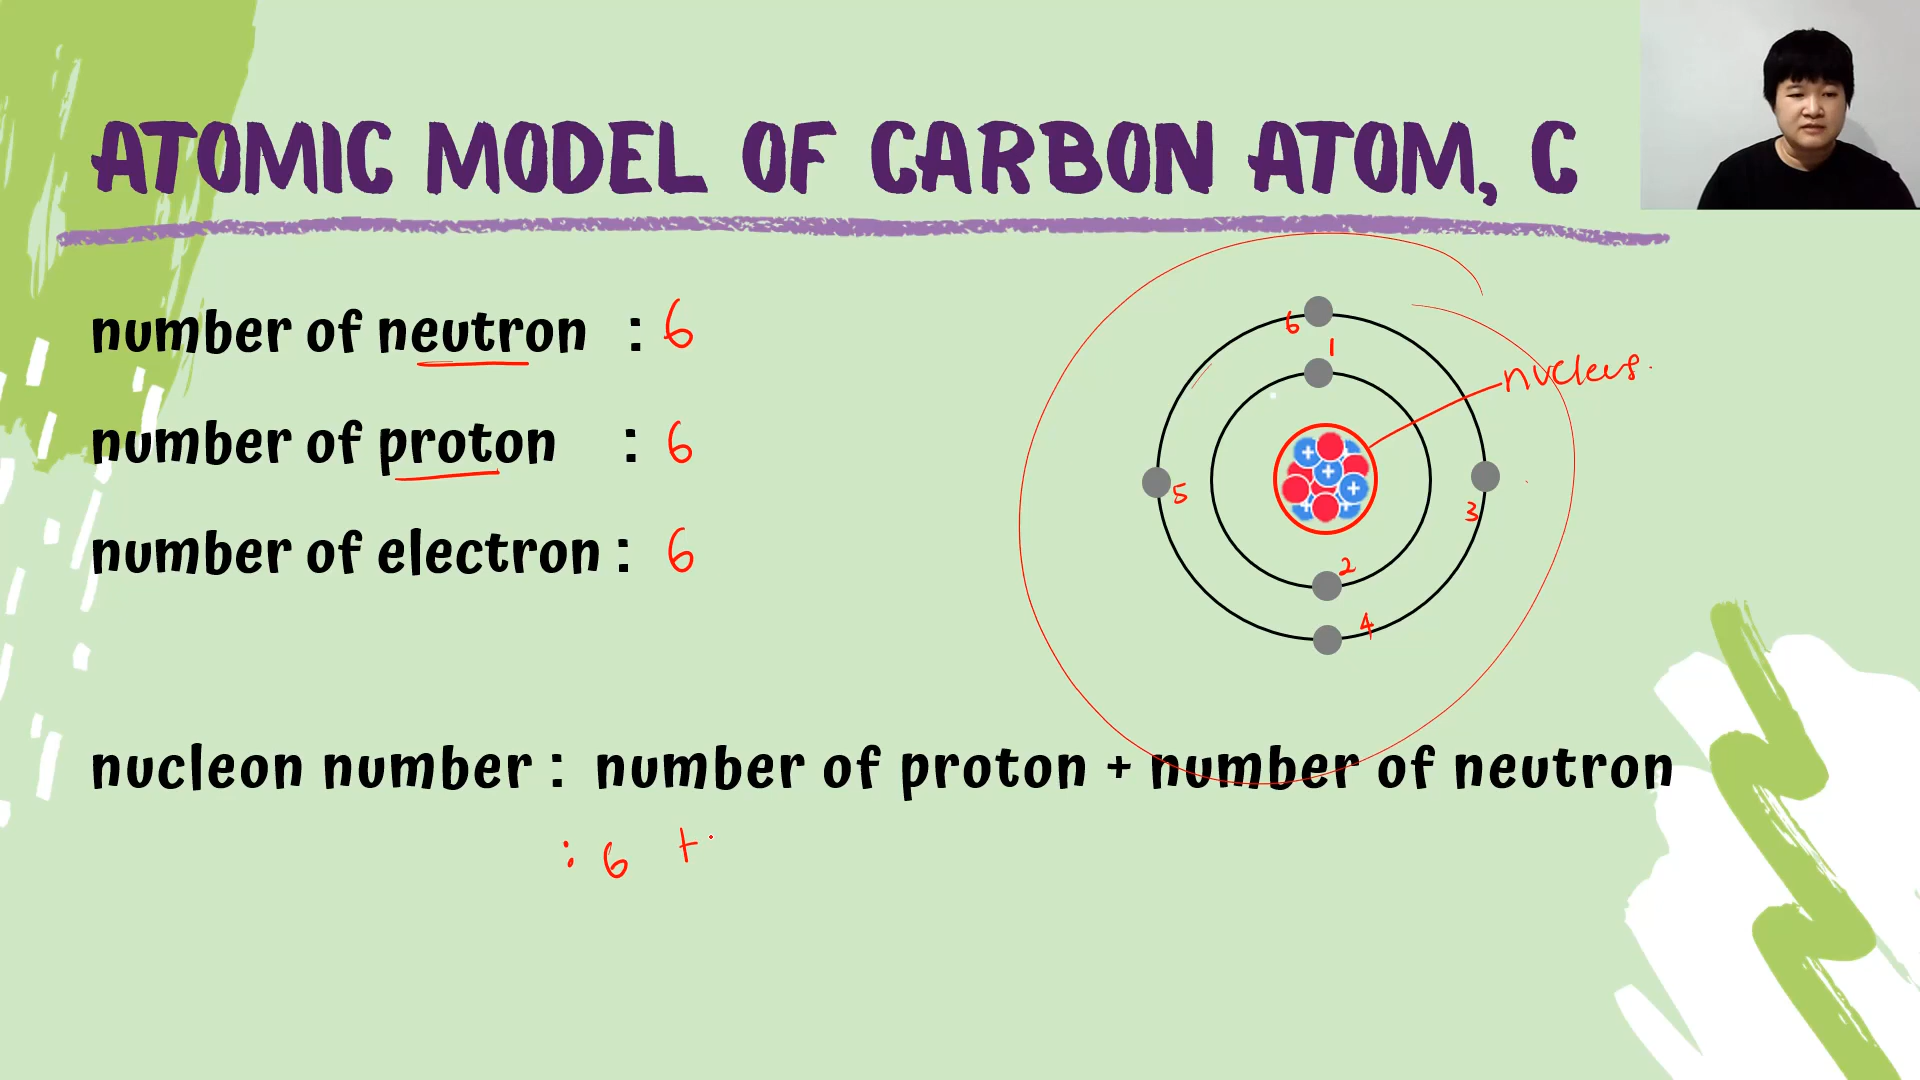 ATOMIC MODEL OF CARBON ATOM, C
number of neutron : 6
number of proton : 6
number of electron : 6
6
1
nucleus.
5
3
2
4
+
+
+
nucleon number : number of proton + number of neutron
: 6 +